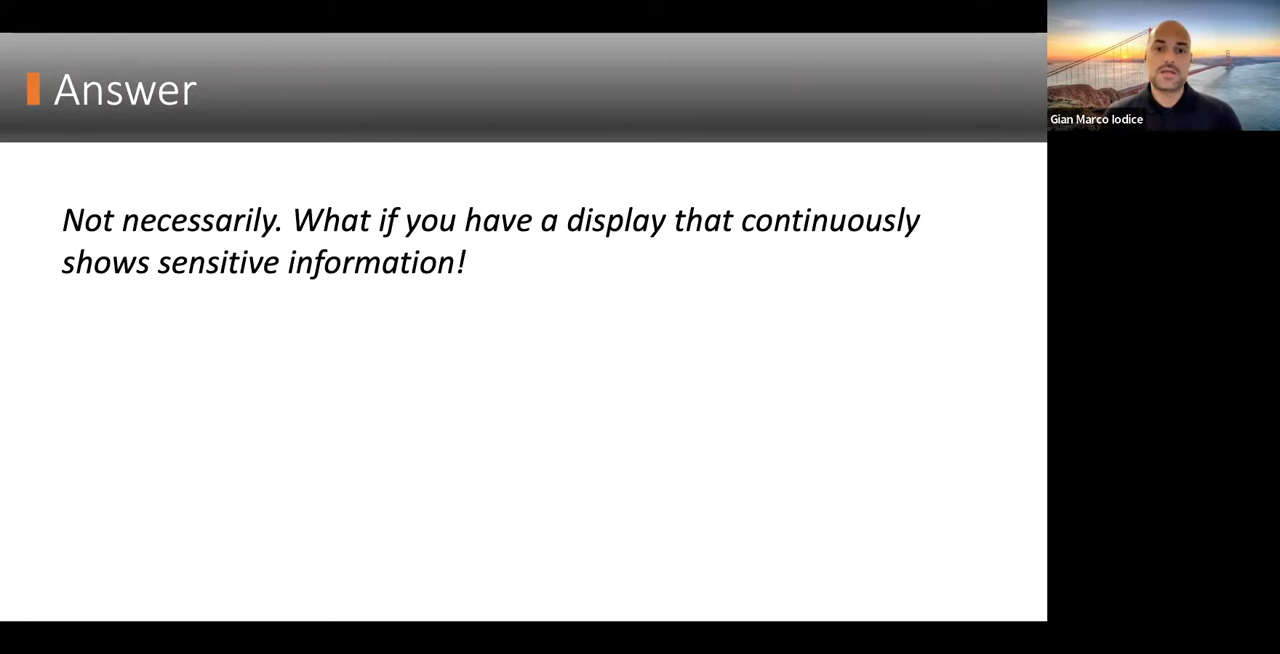 Answer
Not necessarily. What if you have a display that continuously
shows sensitive information!
Gian Marco Iodice